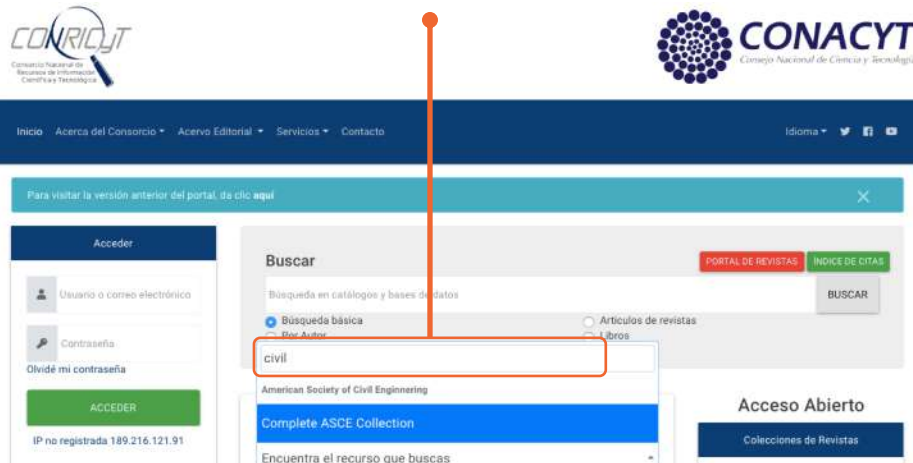 CONRICYT
Consorcio Nacional de
Recursos de Información
Científica y Tecnológica
CONACYT
Consejo Nacional de Ciencia y Tecnología
Inicio Acerca del Consorcio Acervo Editorial Servicios Contacto Idioma
Para visitar la versión anterior del portal, da clic aquí
Acceder
Usuario o correo electrónico
Contraseña
Olvidé mi contraseña
ACCEDER
IP no registrada 189.216.121.91
Buscar
PORTAL DE REVISTAS ÍNDICE DE CITAS
Búsqueda en catálogos y bases de datos BUSCAR
Búsqueda básica Artículos de revistas
Por Autor Libros
civil
American Society of Civil Enginnering
Complete ASCE Collection
Encuentra el recurso que buscas
Acceso Abierto
Colecciones de Revistas